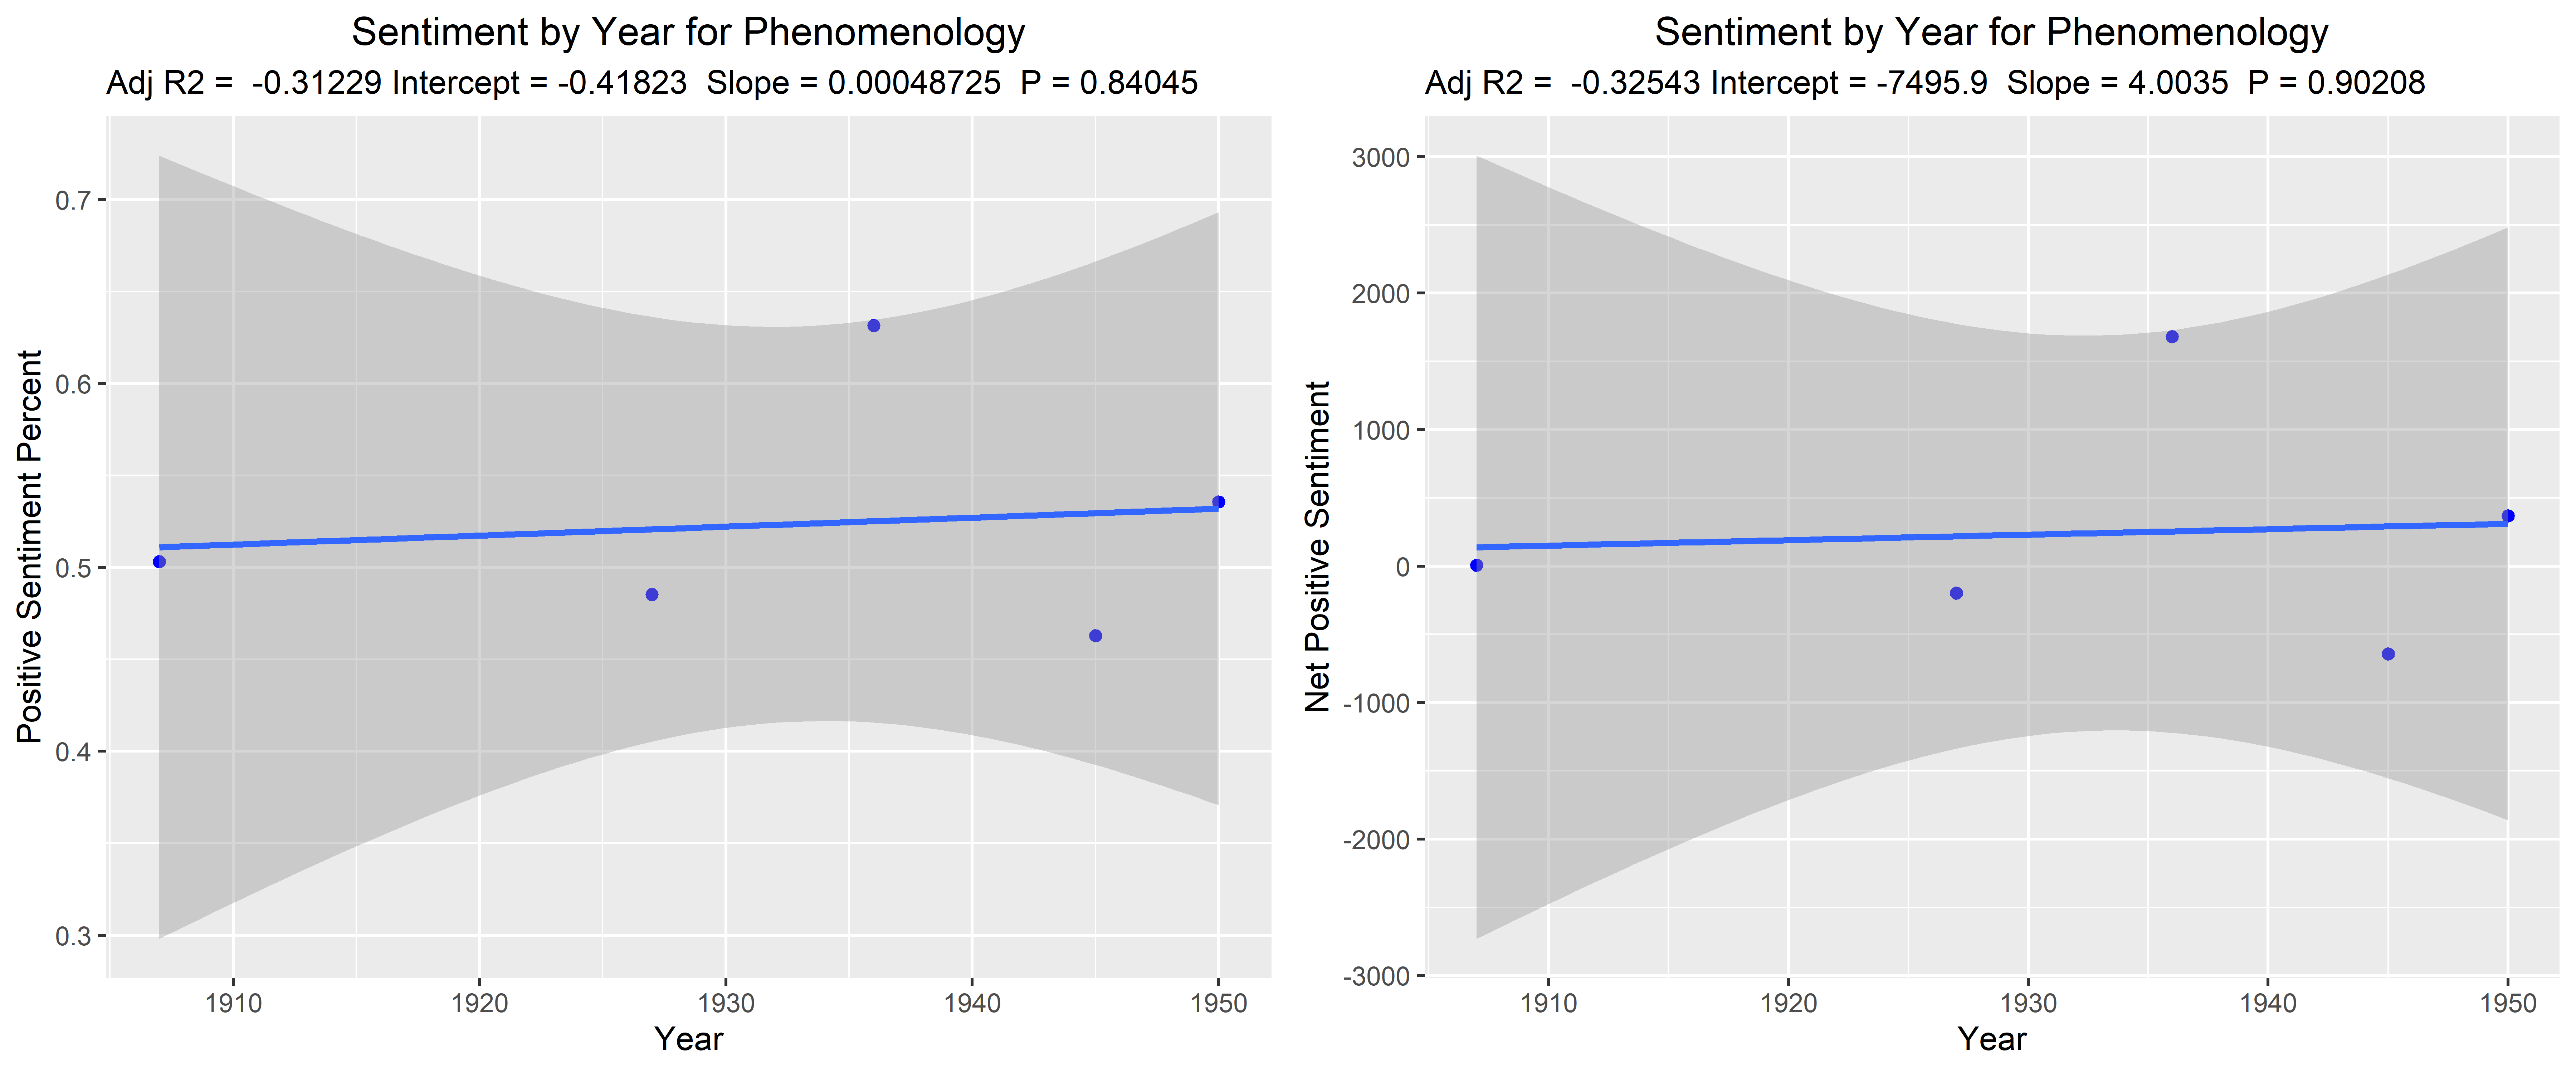 Sentiment by Year for Phenomenology
Adj R2 =  -0.31229 Intercept = -0.41823  Slope = 0.00048725  P = 0.84045
Positive Sentiment Percent
0.7
0.6
0.5
0.4
0.3
1910 1920 1930 1940 1950
Year
Sentiment by Year for Phenomenology
Adj R2 =  -0.32543 Intercept = -7495.9  Slope = 4.0035  P = 0.90208
Net Positive Sentiment
3000
2000
1000
0
-1000
-2000
-3000
1910 1920 1930 1940 1950
Year